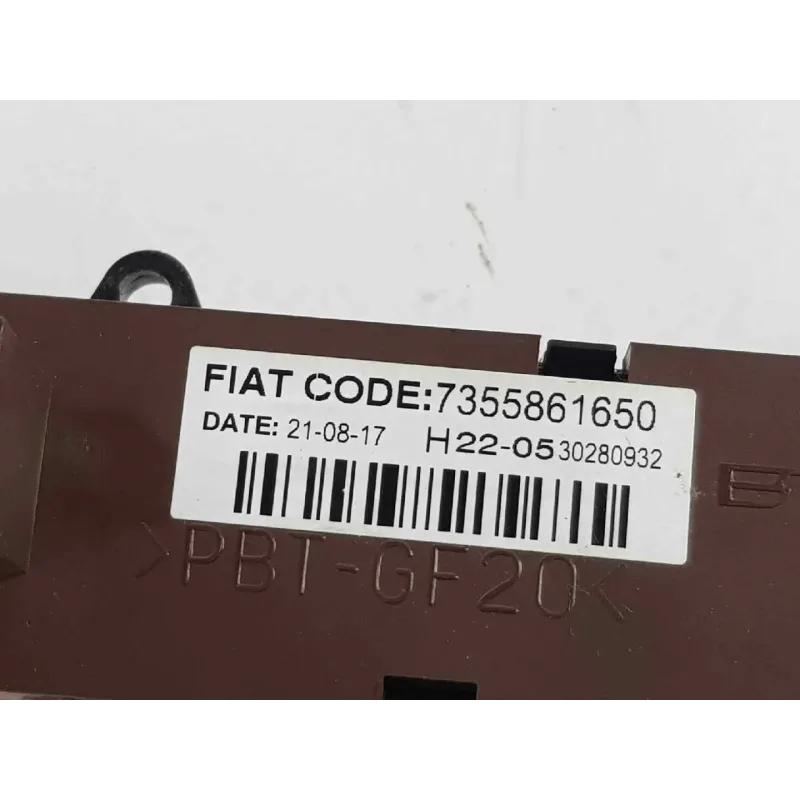 FIAT CODE:7355861650
DATE: 21-08-17 H22-05 30280932
>PBT-GF20<